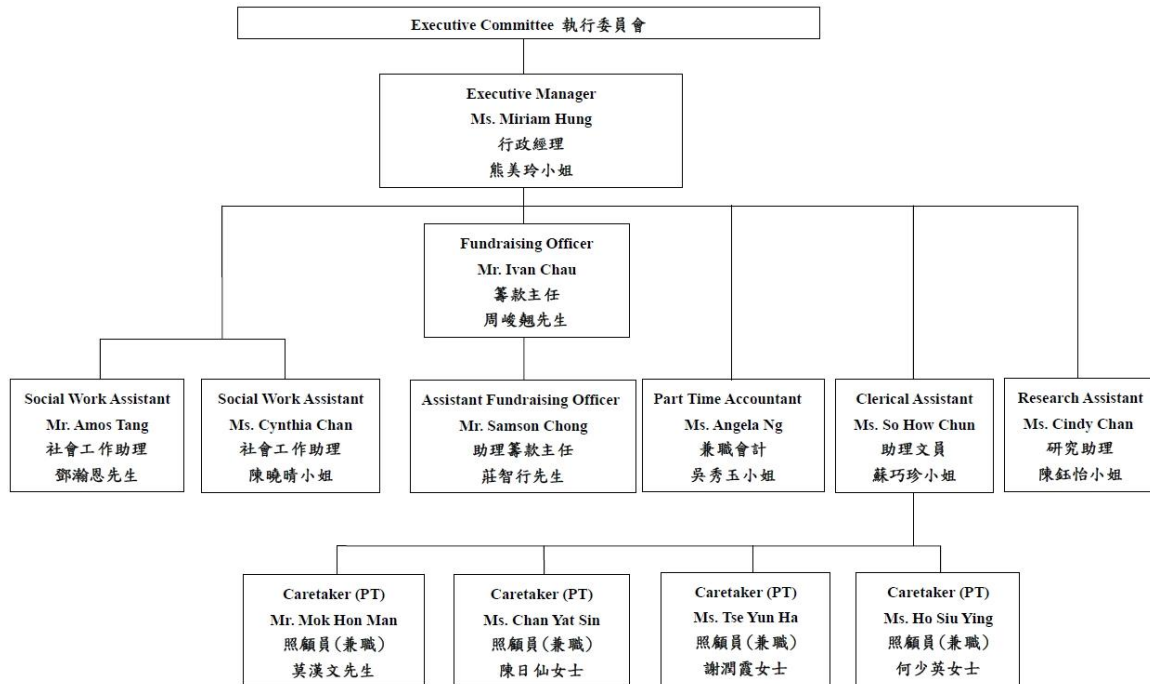 Executive Committee 執行委員會
Executive Manager
Ms. Miriam Hung
行政經理
熊美玲小姐
Fundraising Officer
Mr. Ivan Chau
籌款主任
周峻翹先生
Social Work Assistant
Mr. Amos Tang
社會工作助理
鄧瀚恩先生
Social Work Assistant
Ms. Cynthia Chan
社會工作助理
陳曉晴小姐
Assistant Fundraising Officer
Mr. Samson Chong
助理籌款主任
莊智行先生
Part Time Accountant
Ms. Angela Ng
兼職會計
吳秀玉小姐
Clerical Assistant
Ms. So How Chun
助理文員
蘇巧珍小姐
Research Assistant
Ms. Cindy Chan
研究助理
陳鈺怡小姐
Caretaker (PT)
Mr. Mok Hon Man
照顧員(兼職)
莫漢文先生
Caretaker (PT)
Ms. Chan Yat Sin
照顧員(兼職)
陳日仙女士
Caretaker (PT)
Ms. Tse Yun Ha
照顧員(兼職)
謝潤霞女士
Caretaker (PT)
Ms. Ho Siu Ying
照顧員(兼職)
何少英女士